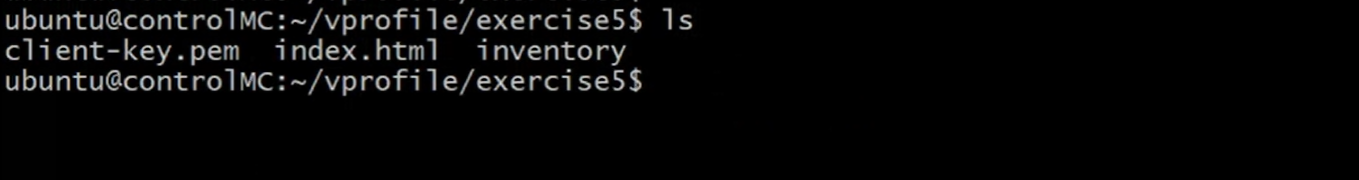 ubuntu@controlMC:~/vprofile/exercise5$ ls
client-key.pem  index.html  inventory
ubuntu@controlMC:~/vprofile/exercise5$